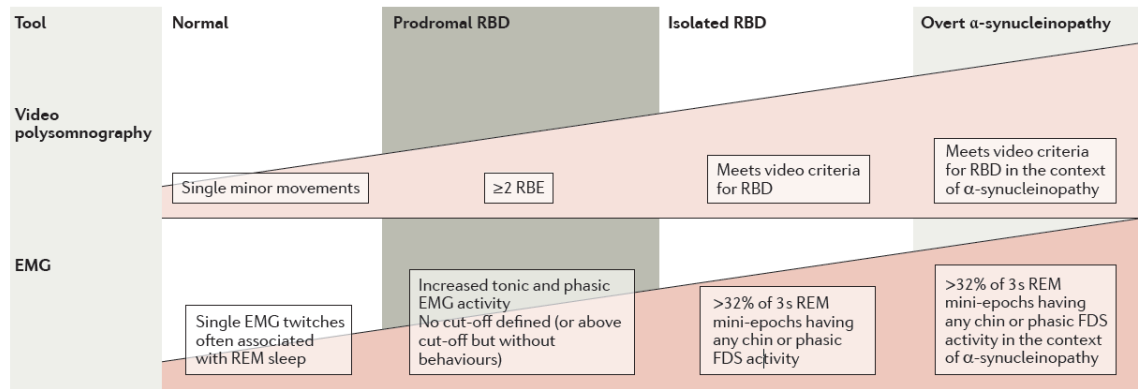 Tool
Normal
Prodromal RBD
Isolated RBD
Overt α-synucleinopathy
Video
polysomnography
Single minor movements
≥2 RBE
Meets video criteria
for RBD
Meets video criteria
for RBD in the context
of α-synucleinopathy
EMG
Single EMG twitches
often associated
with REM sleep
Increased tonic and phasic
EMG activity
No cut-off defined (or above
cut-off but without
behaviours)
>32% of 3s REM
mini-epochs having
any chin or phasic
FDS activity
>32% of 3s REM
mini-epochs having
any chin or phasic FDS
activity in the context
of α-synucleinopathy